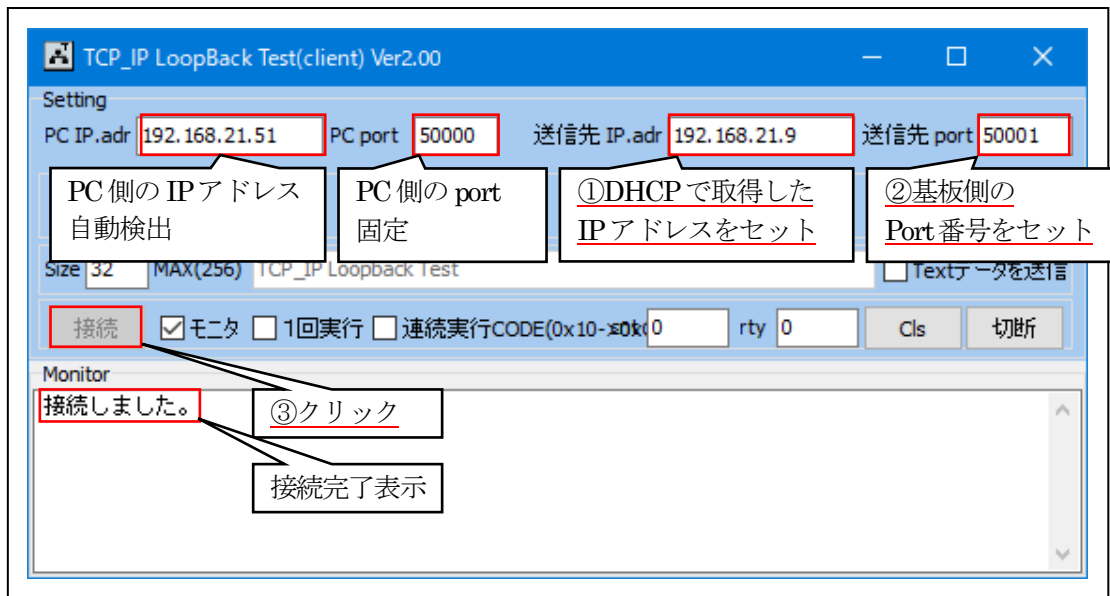 TCP_IP LoopBack Test(client) Ver2.00
Setting
PC IP.adr 192.168.21.51 PC port 50000 送信先 IP.adr 192.168.21.9 送信先 port 50001
PC側のIPアドレス
自動検出
PC側のport
固定
①DHCPで取得した
IPアドレスをセット
②基板側の
Port番号をセット
Size 32 MAX(256) TCP_IP Loopback Test Textデータを送信
接続 モニタ 1回実行 連続実行CODE(0x10- 0 rty 0 Cls 切断
Monitor
接続しました。
③クリック
接続完了表示